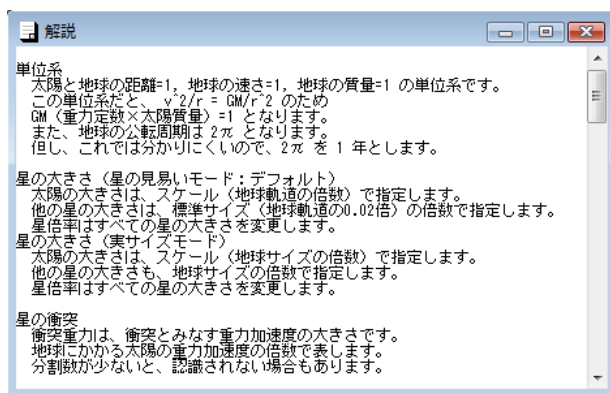 解説
単位系
太陽と地球の距離=1, 地球の速さ=1, 地球の質量=1 の単位系です。
この単位系だと、 v^2/r = GM/r^2 のため
GM (重力定数×太陽質量) =1 となります。
また、地球の公転周期は 2π となります。
但し、これでは分かりにくいので、2π を 1 年とします。
星の大きさ（星の見易いモード：デフォルト）
太陽の大きさは、スケール（地球軌道の倍数）で指定します。
他の星の大きさは、標準サイズ（地球軌道の0.02倍）の倍数で指定します。
星倍率はすべての星の大きさを変更します。
星の大きさ（実サイズモード）
太陽の大きさは、スケール（地球サイズの倍数）で指定します。
他の星の大きさも、地球サイズの倍数で指定します。
星倍率はすべての星の大きさを変更します。
星の衝突
衝突重力は、衝突とみなす重力加速度の大きさです。
地球にかかる太陽の重力加速度の倍数で表します。
分割数が少ないと、認識されない場合もあります。